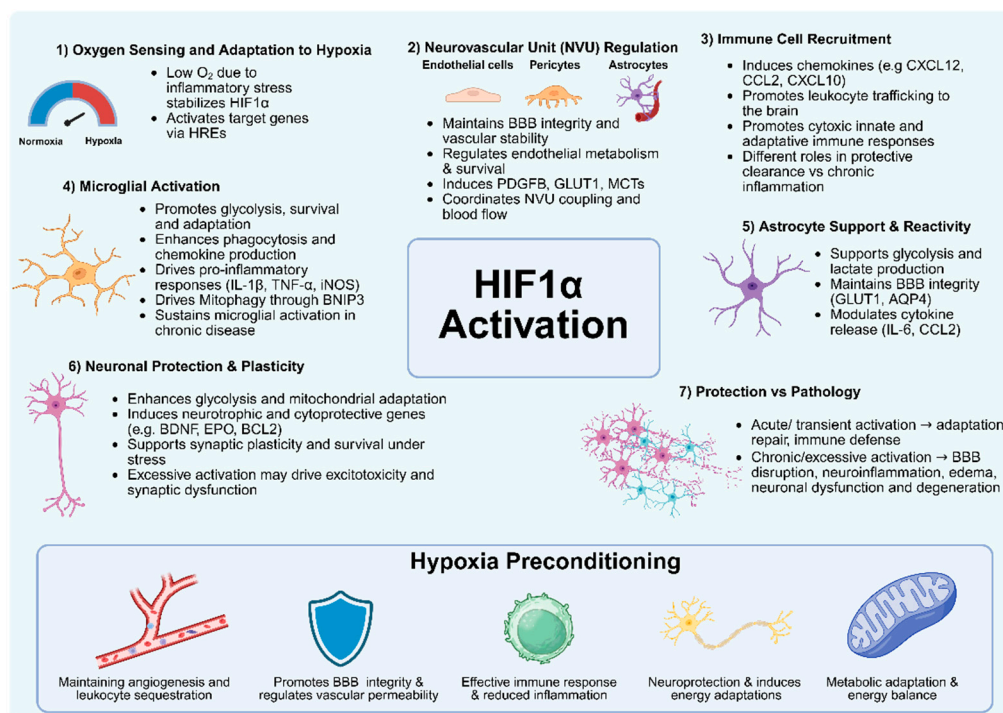 1) Oxygen Sensing and Adaptation to Hypoxia
Normoxia
Hypoxia
• Low O₂ due to
inflammatory stress
stabilizes HIF1α
• Activates target genes
via HREs
2) Neurovascular Unit (NVU) Regulation
Endothelial cells
Pericytes
Astrocytes
• Maintains BBB integrity and
vascular stability
• Regulates endothelial metabolism
& survival
• Induces PDGFB, GLUT1, MCTs
• Coordinates NVU coupling and
blood flow
3) Immune Cell Recruitment
• Induces chemokines (e.g CXCL12,
CCL2, CXCL10)
• Promotes leukocyte trafficking to
the brain
• Promotes cytoxic innate and
adaptive immune responses
• Different roles in protective
clearance vs chronic
inflammation
4) Microglial Activation
• Promotes glycolysis, survival
and adaptation
• Enhances phagocytosis and
chemokine production
• Drives pro-inflammatory
responses (IL-1β, TNF-α, iNOS)
• Drives Mitophagy through BNIP3
• Sustains microglial activation in
chronic disease
HIF1α
Activation
5) Astrocyte Support & Reactivity
• Supports glycolysis and
lactate production
• Maintains BBB integrity
(GLUT1, AQP4)
• Modulates cytokine
release (IL-6, CCL2)
6) Neuronal Protection & Plasticity
• Enhances glycolysis and mitochondrial adaptation
• Induces neurotrophic and cytoprotective genes
(e.g. BDNF, EPO, BCL2)
• Supports synaptic plasticity and survival under
stress
• Excessive activation may drive excitotoxicity and
synaptic dysfunction
7) Protection vs Pathology
• Acute/ transient activation → adaptation
repair, immune defense
• Chronic/excessive activation → BBB
disruption, neuroinflammation, edema,
neuronal dysfunction and degeneration
Hypoxia Preconditioning
Maintaining angiogenesis and
leukocyte sequestration
Promotes BBB integrity &
regulates vascular permeability
Effective immune response
& reduced inflammation
Neuroprotection & induces
energy adaptations
Metabolic adaptation &
energy balance